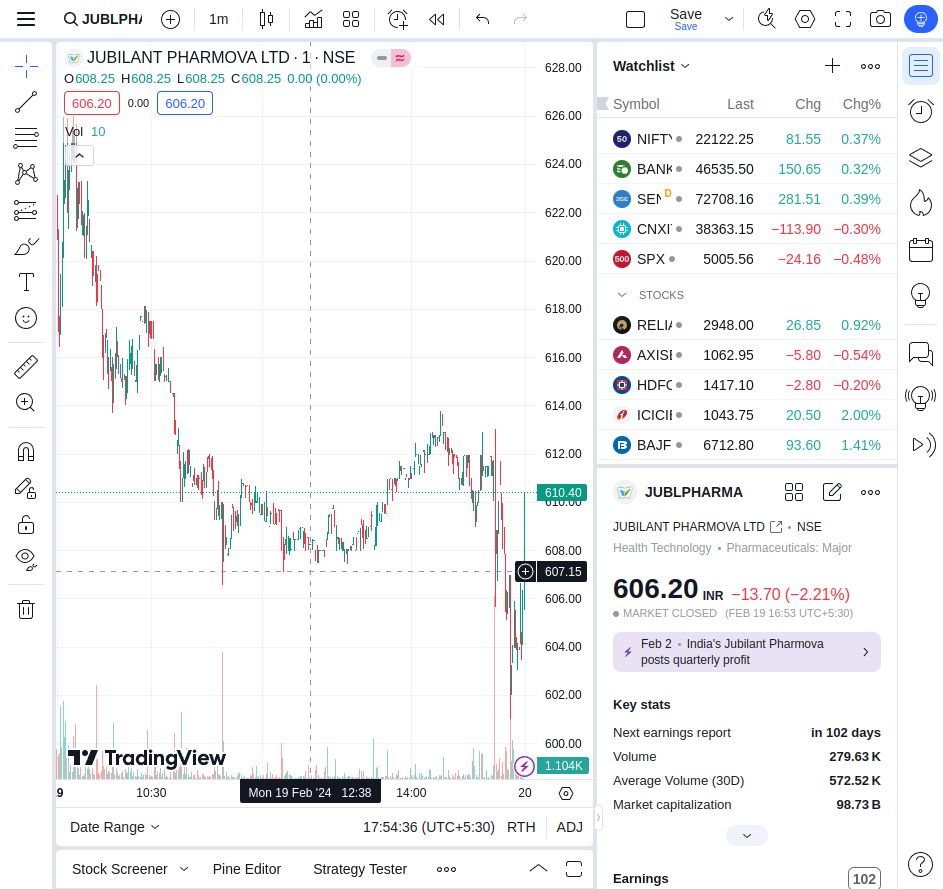 JUBLPH
1m
Save
Save
JUBILANT PHARMOVA LTD · 1 · NSE
O608.25 H608.25 L608.25 C608.25 0.00 (0.00%)
606.20 0.00 606.20
Vol 10
628.00
626.00
624.00
622.00
620.00
618.00
616.00
614.00
612.00
610.40
610.00
608.00
607.15
606.00
604.00
602.00
600.00
1.104K
TradingView
9 10:30 Mon 19 Feb '24 12:38 14:00 20
Date Range 17:54:36 (UTC+5:30) RTH ADJ
Stock Screener Pine Editor Strategy Tester
Watchlist
Symbol Last Chg Chg%
50 NIFTY 22122.25 81.55 0.37%
BANK 46535.50 150.65 0.32%
SEN D 72708.16 281.51 0.39%
CNXIT 38363.15 −113.90 −0.30%
500 SPX 5005.56 −24.16 −0.48%
STOCKS
RELIA 2948.00 26.85 0.92%
AXISB 1062.95 −5.80 −0.54%
HDFC 1417.10 −2.80 −0.20%
ICICIB 1043.75 20.50 2.00%
BAJF 6712.80 93.60 1.41%
JUBLPHARMA
JUBILANT PHARMOVA LTD • NSE
Health Technology • Pharmaceuticals: Major
606.20 INR −13.70 (−2.21%)
MARKET CLOSED (FEB 19 16:53 UTC+5:30)
Feb 2 • India's Jubilant Pharmova
posts quarterly profit
Key stats
Next earnings report in 102 days
Volume 279.63 K
Average Volume (30D) 572.52 K
Market capitalization 98.73 B
Earnings 102